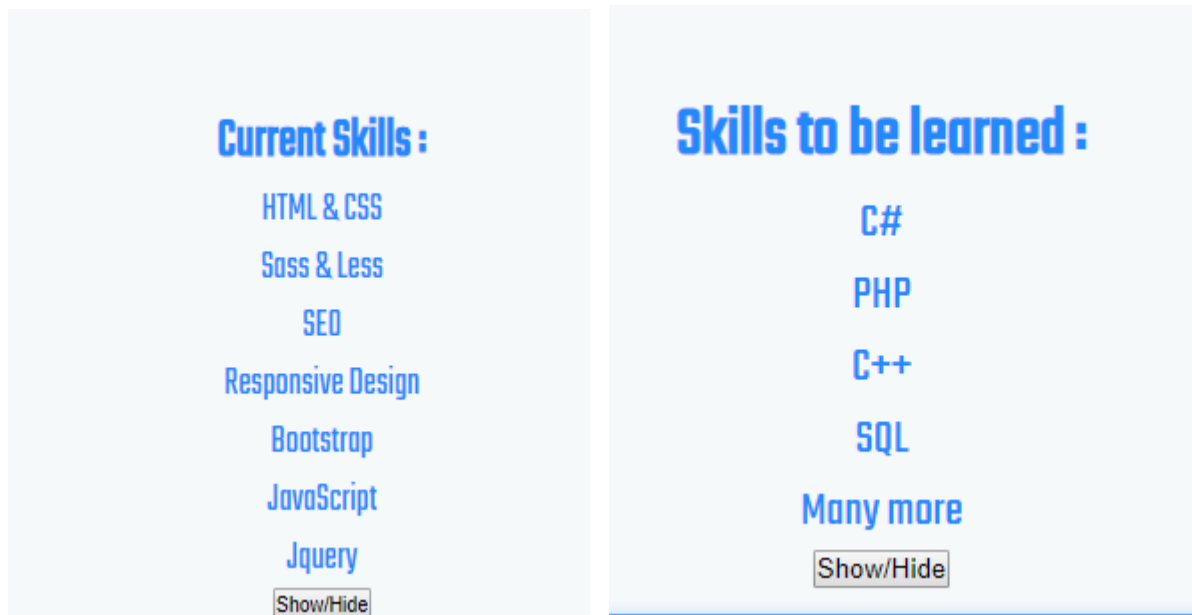 Current Skills :
HTML & CSS
Sass & Less
SEO
Responsive Design
Bootstrap
JavaScript
Jquery
Show/Hide
Skills to be learned :
C#
PHP
C++
SQL
Many more
Show/Hide